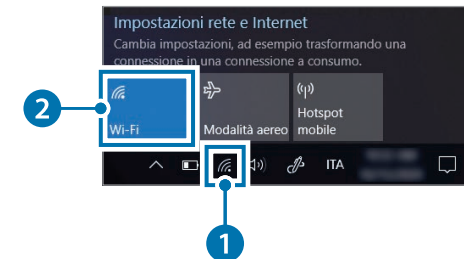 Impostazioni rete e Internet
Cambia impostazioni, ad esempio trasformando una
connessione in una connessione a consumo.
2
Wi-Fi
Modalità aereo
Hotspot
mobile
ITA
1